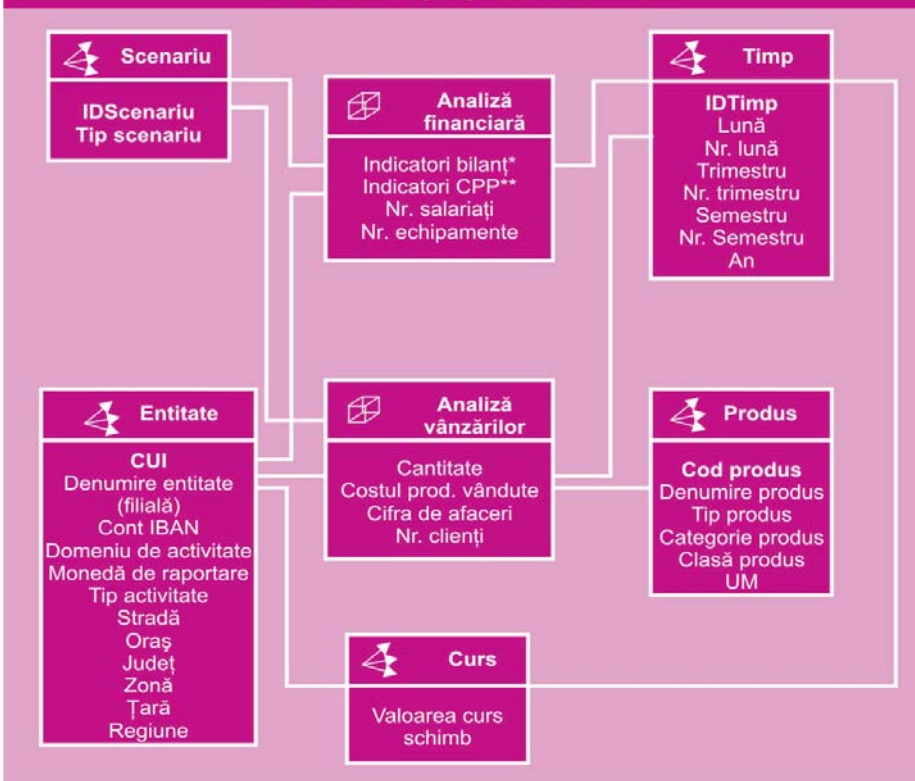 Scenariu
IDScenariu
Tip scenariu
Analiză
financiară
Indicatori bilanț*
Indicatori CPP**
Nr. salariați
Nr. echipamente
Timp
IDTimp
Lună
Nr. lună
Trimestru
Nr. trimestru
Semestru
Nr. Semestru
An
Entitate
CUI
Denumire entitate
(filială)
Cont IBAN
Domeniu de activitate
Monedă de raportare
Tip activitate
Stradă
Oraş
Județ
Zonă
Țară
Regiune
Analiză
vânzărilor
Cantitate
Costul prod. vândute
Cifra de afaceri
Nr. clienți
Produs
Cod produs
Denumire produs
Tip produs
Categorie produs
Clasă produs
UM
Curs
Valoarea curs
schimb